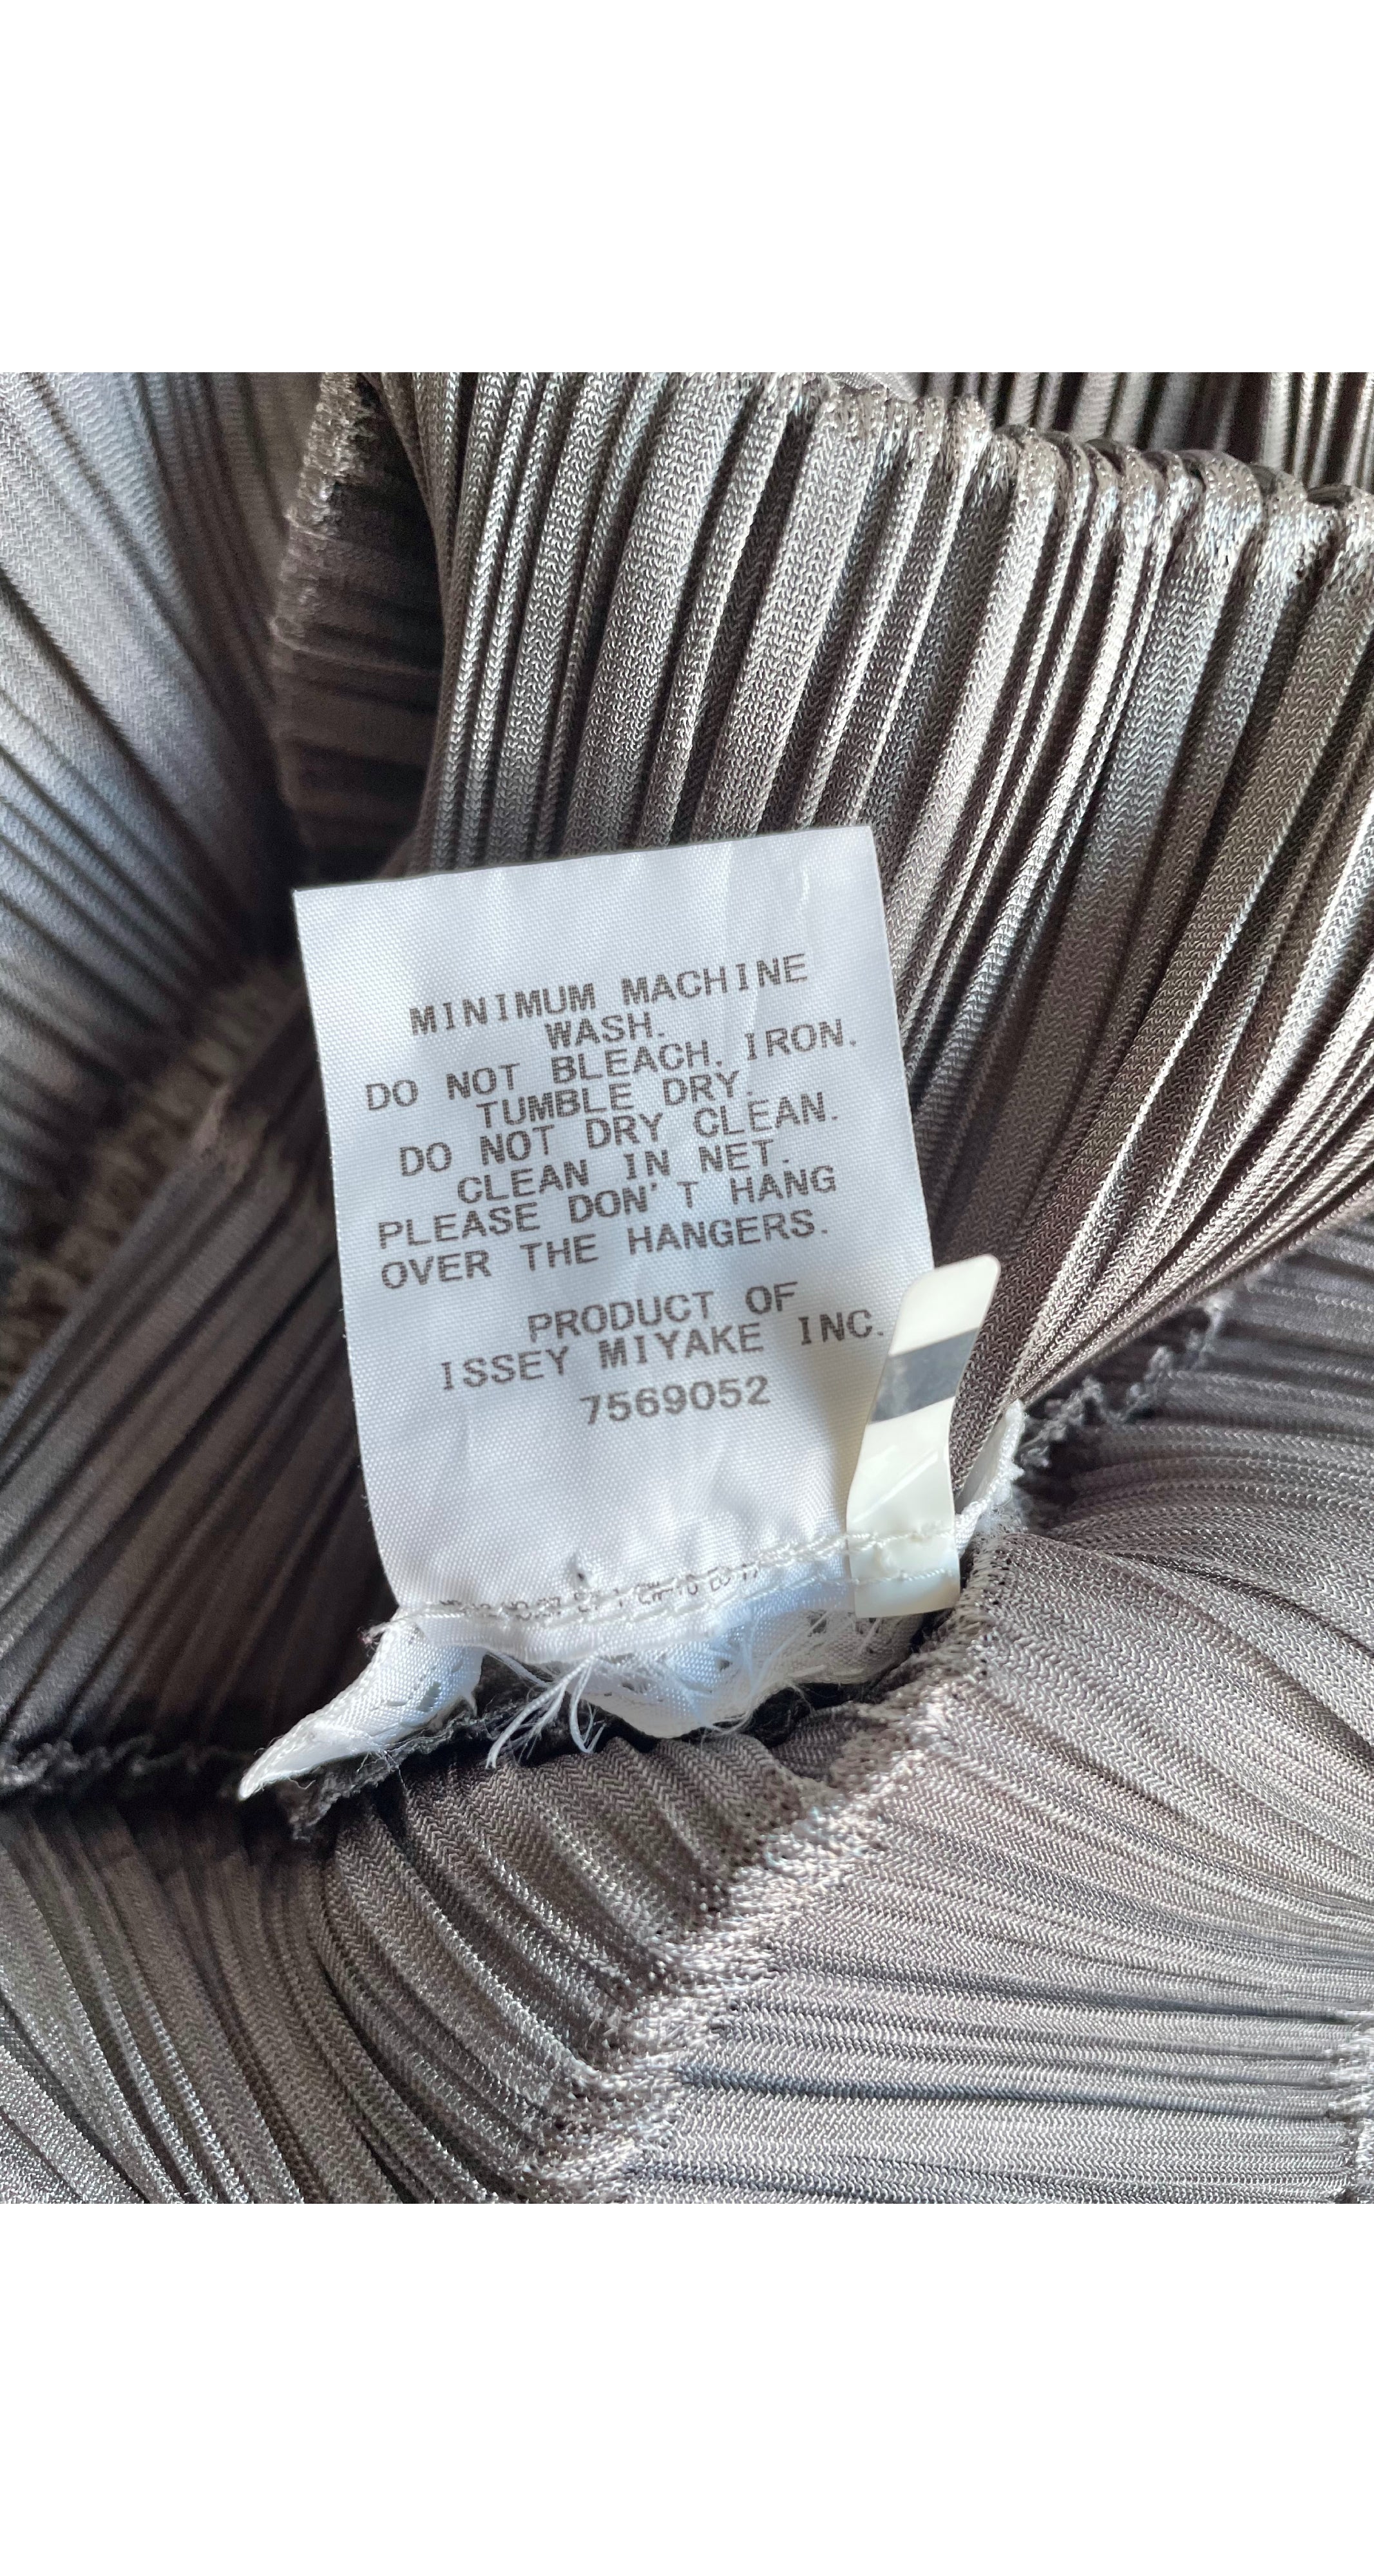 MINIMUM MACHINE
WASH.
DO NOT BLEACH. IRON.
TUMBLE DRY.
DO NOT DRY CLEAN.
CLEAN IN NET.
PLEASE DON'T HANG
OVER THE HANGERS.
PRODUCT OF
ISSEY MIYAKE INC.
7569052